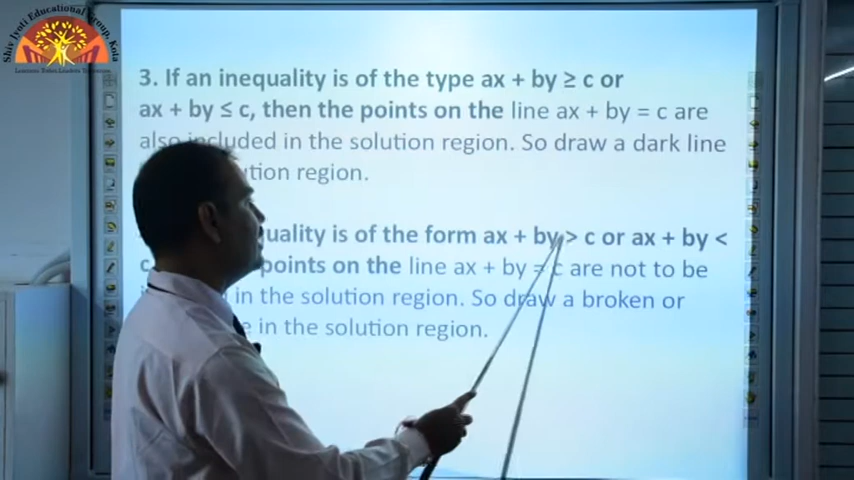 Shiv Jyoti Educational Group, Kota
3. If an inequality is of the type ax + by ≥ c or
ax + by ≤ c, then the points on the line ax + by = c are
also included in the solution region. So draw a dark line
region.
is of the form ax + by > c or ax + by <
points on the line ax + by = c are not to be
in the solution region. So draw a broken or
in the solution region.